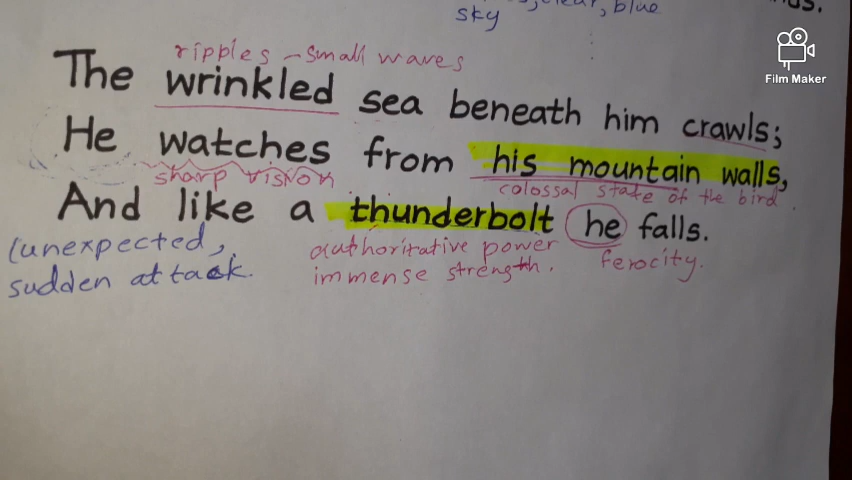 clear, blue
sky
ripples - small waves
Film Maker
The wrinkled sea beneath him crawls;
He watches from his mountain walls,
sharp vision
colossal state of the bird.
And like a thunderbolt he falls.
(unexpected, authoritative power ferocity.
sudden attack. immense strength.